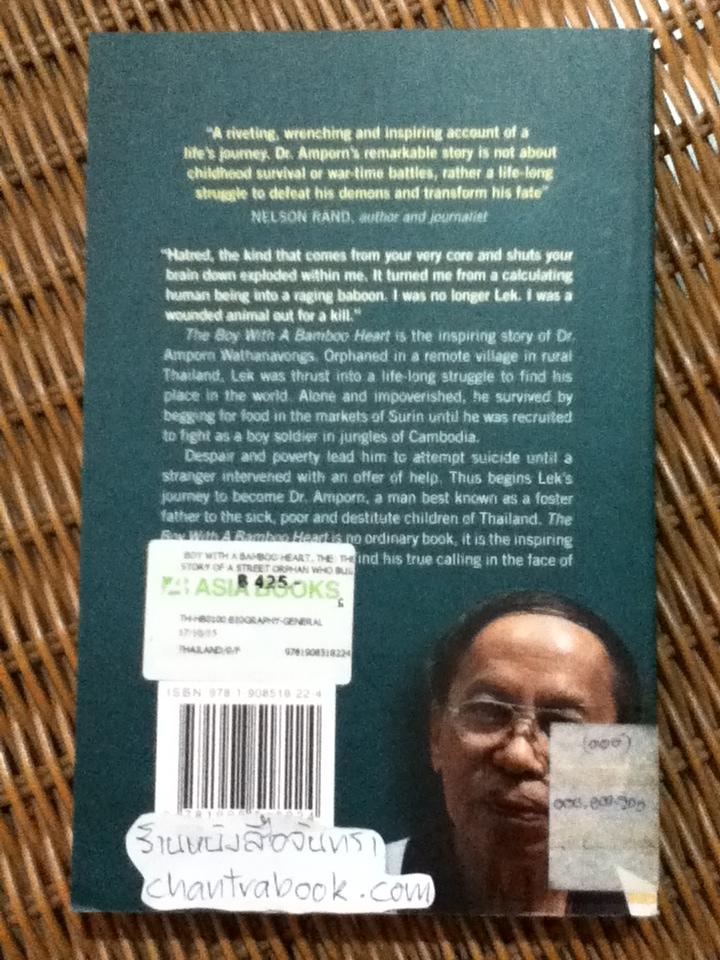 "A riveting, wrenching and inspiring account of a
life's journey. Dr. Amporn's remarkable story is not about
childhood survival or war-time battles, rather a life-long
struggle to defeat his demons and transform his fate"
NELSON RAND, author and journalist
"Hatred, the kind that comes from your very core and shuts your
brain down exploded within me. It turned me from a calculating
human being into a raging baboon. I was no longer Lek. I was a
wounded animal out for a kill."
The Boy With A Bamboo Heart is the inspiring story of Dr.
Amporn Wathanavongs. Orphaned in a remote village in rural
Thailand, Lek was thrust into a life-long struggle to find his
place in the world. Alone and impoverished, he survived by
begging for food in the markets of Surin until he was recruited
to fight as a boy soldier in jungles of Cambodia.
Despair and poverty lead him to attempt suicide until a
stranger intervened with an offer of help. Thus begins Lek's
journey to become Dr. Amporn, a man best known as a foster
father to the sick, poor and destitute children of Thailand. The
Boy With A Bamboo Heart is no ordinary book, it is the inspiring
find his true calling in the face of
BOY WITH A BAMBOO HEART, THE: THE
STORY OF A STREET ORPHAN WHO BUIL
฿ 425.-
ASIA BOOKS
TH-HB0100 BIOGRAPHY-GENERAL
THAILAND/P/P 9781908518224
ISBN 978-1-908518-22-4
ร้านหนังสือจันทรา
chantrabook.com